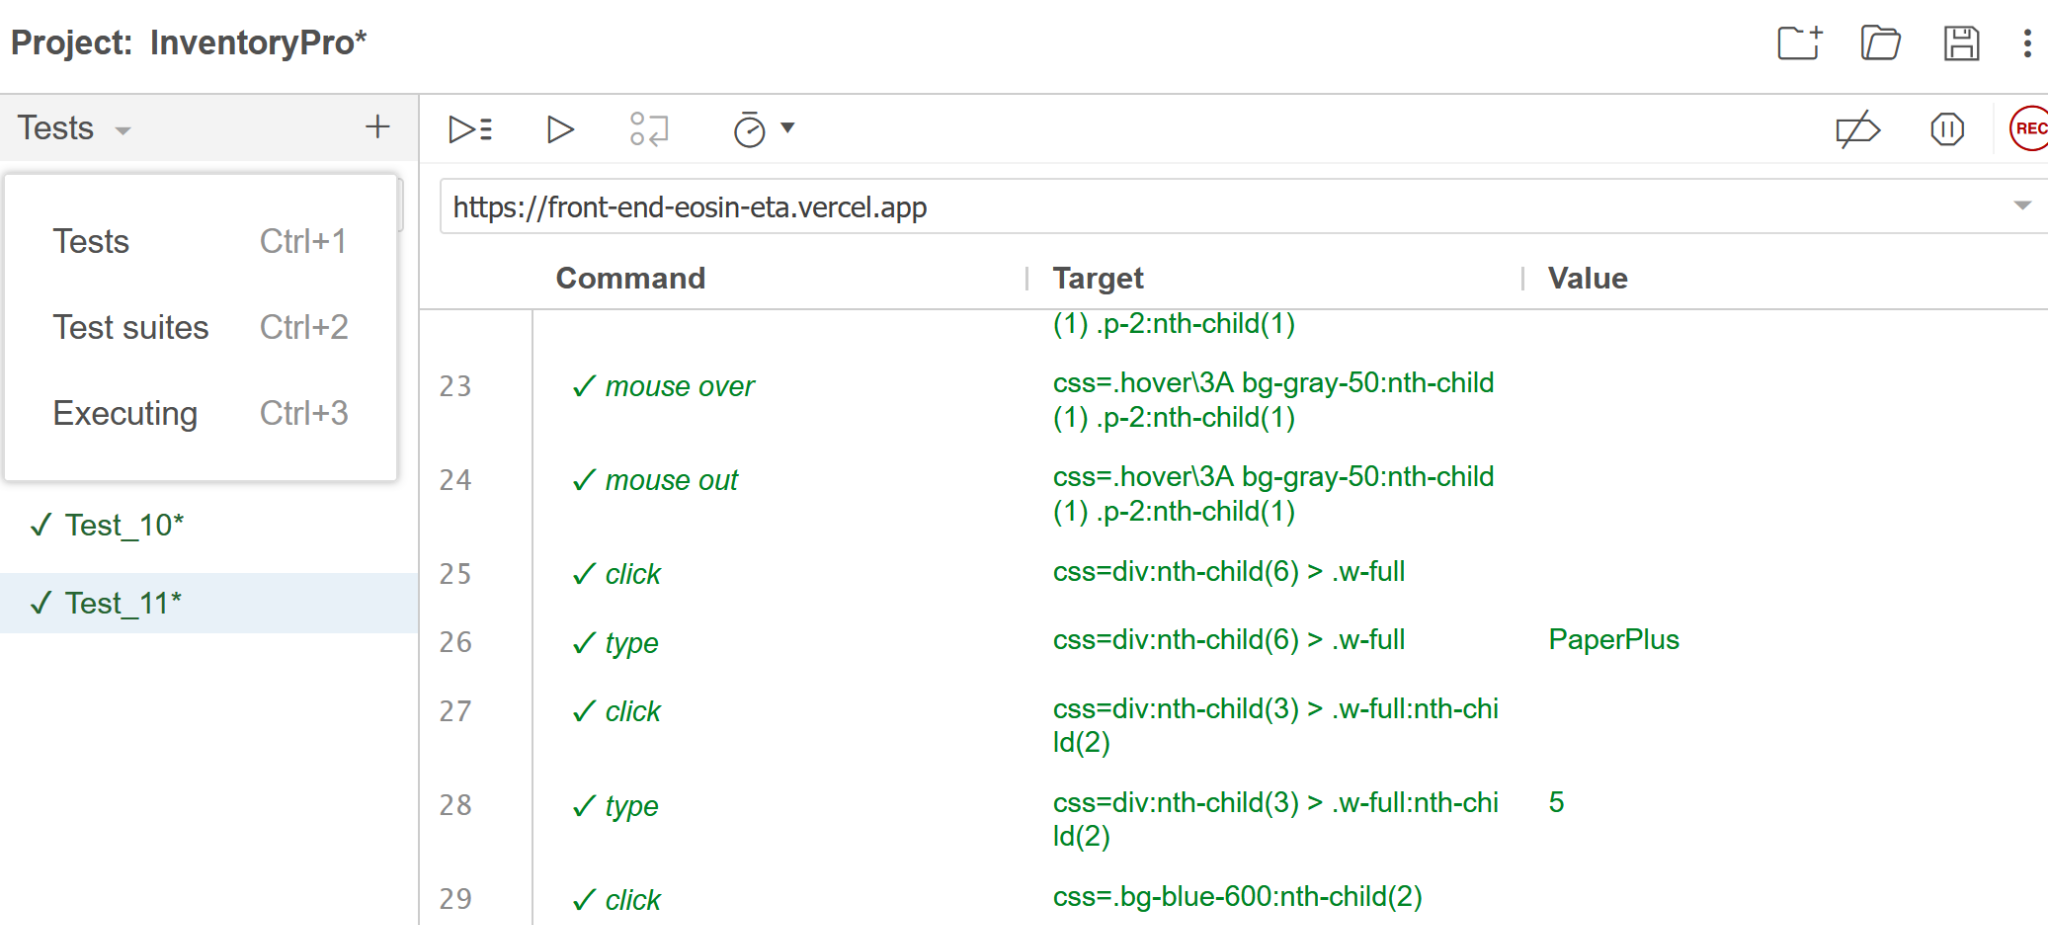 Project: InventoryPro*
Tests
REC
Tests Ctrl+1
Test suites Ctrl+2
Executing Ctrl+3
✓ Test_10*
✓ Test_11*
https://front-end-eosin-eta.vercel.app
Command Target Value
(1) .p-2:nth-child(1)
23 ✓ mouse over css=.hover\3A bg-gray-50:nth-child
(1) .p-2:nth-child(1)
24 ✓ mouse out css=.hover\3A bg-gray-50:nth-child
(1) .p-2:nth-child(1)
25 ✓ click css=div:nth-child(6) > .w-full
26 ✓ type css=div:nth-child(6) > .w-full PaperPlus
27 ✓ click css=div:nth-child(3) > .w-full:nth-chi
ld(2)
28 ✓ type css=div:nth-child(3) > .w-full:nth-chi 5
ld(2)
29 ✓ click css=.bg-blue-600:nth-child(2)